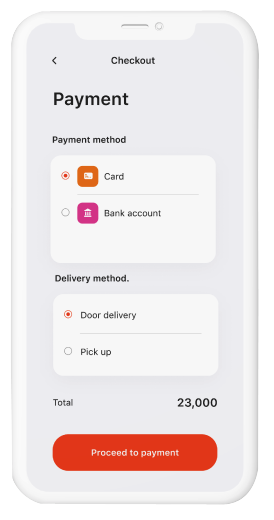 Checkout
Payment
Payment method
Card
Bank account
Delivery method.
Door delivery
Pick up
Total 23,000
Proceed to payment